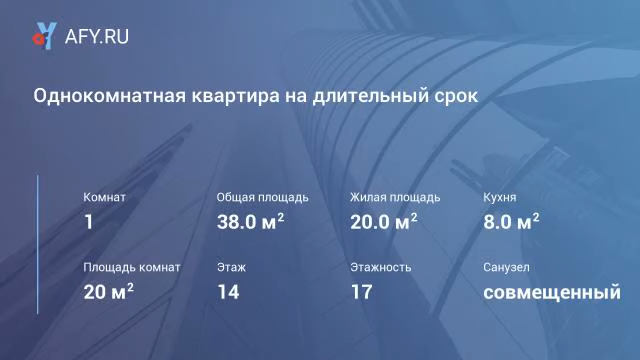 AFY.RU
Однокомнатная квартира на длительный срок
Комнат
1
Общая площадь
38.0 м²
Жилая площадь
20.0 м²
Кухня
8.0 м²
Площадь комнат
20 м²
Этаж
14
Этажность
17
Санузел
совмещенный